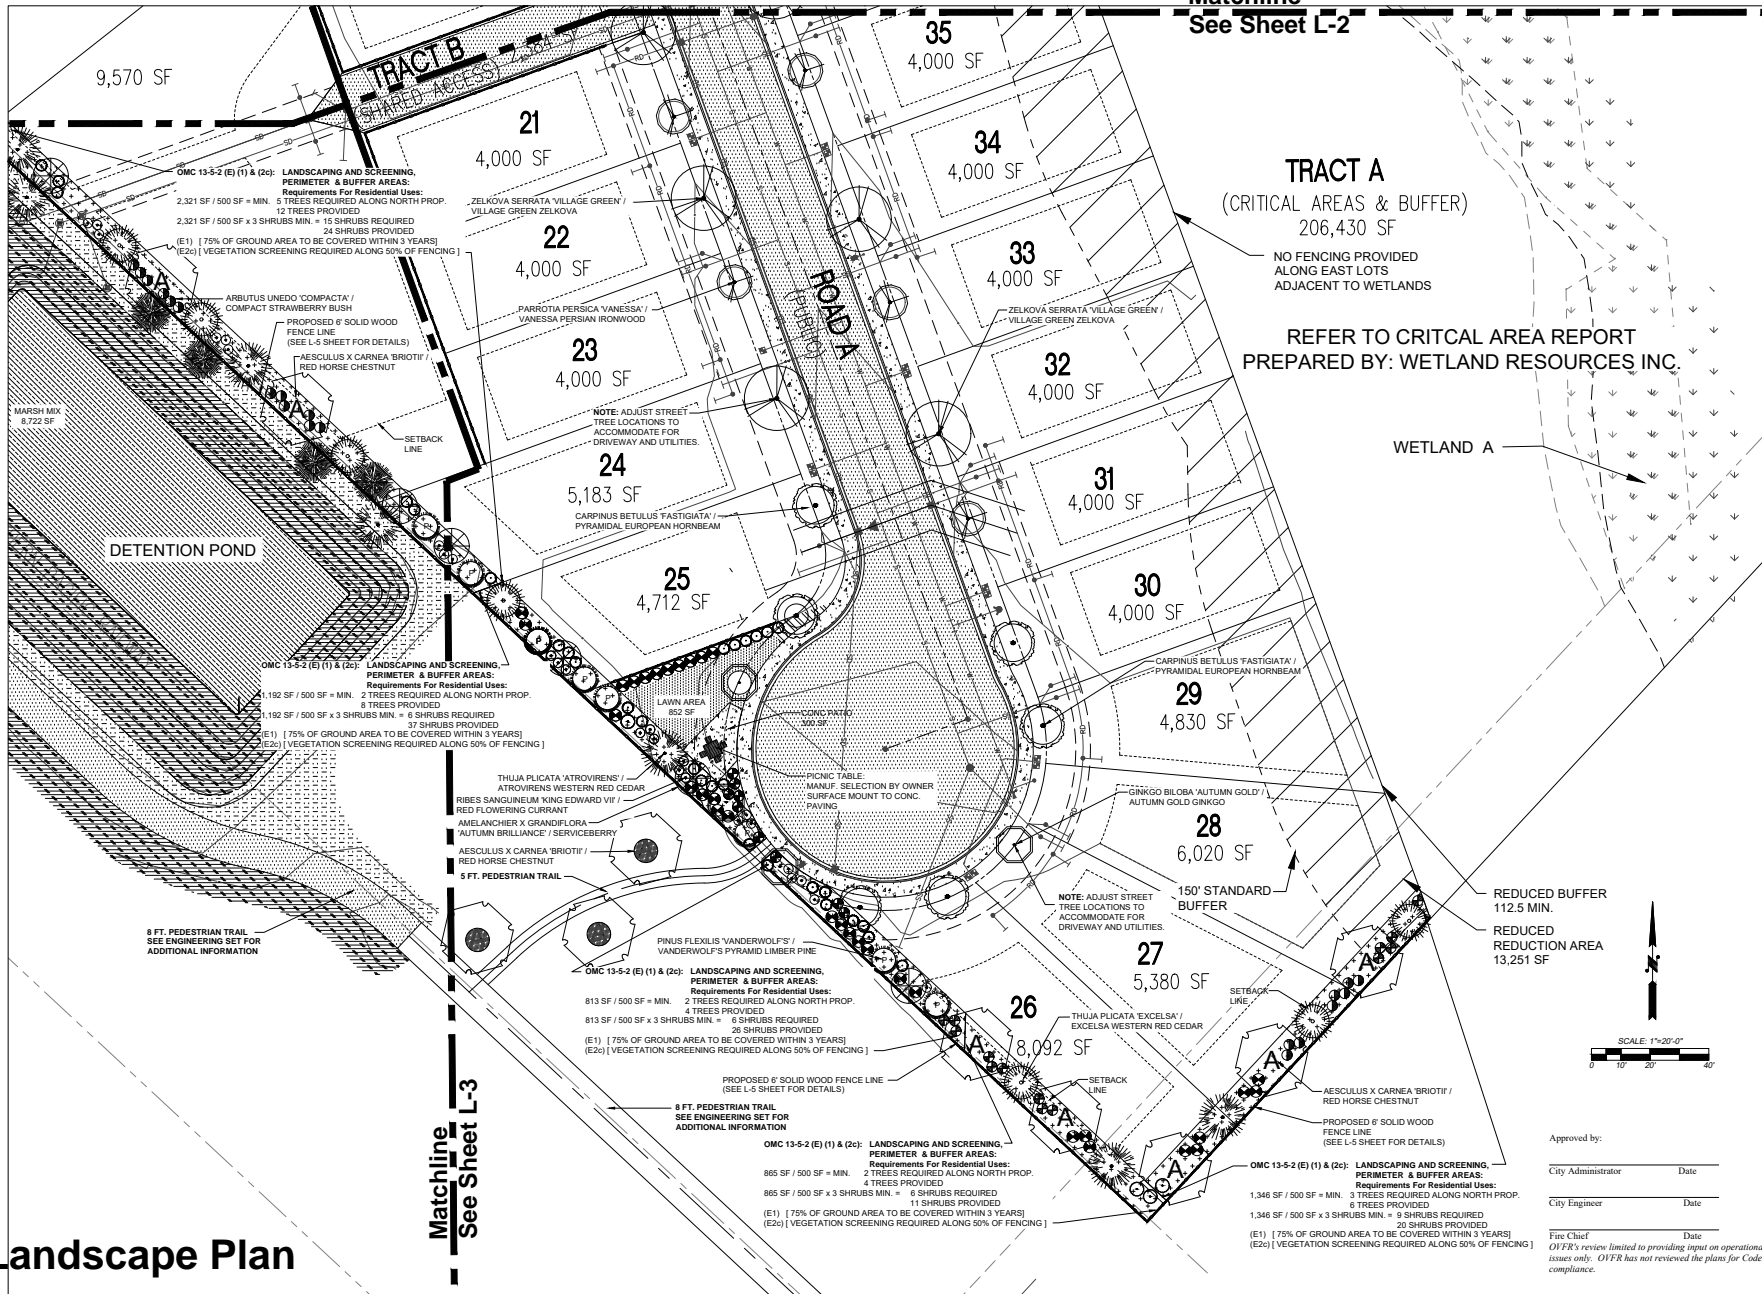 Matchline
See Sheet L-2
9,570 SF
TRACT B
(SHARED ACCESS)
35
4,000 SF
21
4,000 SF
34
4,000 SF
TRACT A
(CRITICAL AREAS & BUFFER)
206,430 SF
OMC 13-5-2 (E) (1) & (2c): LANDSCAPING AND SCREENING,
PERIMETER & BUFFER AREAS:
Requirements For Residential Uses:
2,321 SF / 500 SF = MIN. 5 TREES REQUIRED ALONG NORTH PROP.
12 TREES PROVIDED
2,321 SF / 500 SF x 3 SHRUBS MIN. = 15 SHRUBS REQUIRED
24 SHRUBS PROVIDED
(E1) [ 75% OF GROUND AREA TO BE COVERED WITHIN 3 YEARS]
(E2c) [ VEGETATION SCREENING REQUIRED ALONG 50% OF FENCING ]
ZELKOVA SERRATA 'VILLAGE GREEN' /
VILLAGE GREEN ZELKOVA
22
4,000 SF
33
4,000 SF
NO FENCING PROVIDED
ALONG EAST LOTS
ADJACENT TO WETLANDS
ROAD A
(PUBLIC)
A
ARBUTUS UNEDO 'COMPACTA' /
COMPACT STRAWBERRY BUSH
PROPOSED 6' SOLID WOOD
FENCE LINE
(SEE L-5 SHEET FOR DETAILS)
AESCULUS X CARNEA 'BRIOTII' /
RED HORSE CHESTNUT
PARROTIA PERSICA 'VANESSA' /
VANESSA PERSIAN IRONWOOD
ZELKOVA SERRATA 'VILLAGE GREEN' /
VILLAGE GREEN ZELKOVA
REFER TO CRITCAL AREA REPORT
PREPARED BY: WETLAND RESOURCES INC.
23
4,000 SF
32
4,000 SF
MARSH MIX
8,722 SF
A
SETBACK
LINE
NOTE: ADJUST STREET
TREE LOCATIONS TO
ACCOMMODATE FOR
DRIVEWAY AND UTILITIES.
WETLAND A
24
5,183 SF
31
4,000 SF
CARPINUS BETULUS 'FASTIGIATA' /
PYRAMIDAL EUROPEAN HORNBEAM
DETENTION POND
25
4,712 SF
30
4,000 SF
OMC 13-5-2 (E) (1) & (2c): LANDSCAPING AND SCREENING,
PERIMETER & BUFFER AREAS:
Requirements For Residential Uses:
1,192 SF / 500 SF = MIN. 2 TREES REQUIRED ALONG NORTH PROP.
8 TREES PROVIDED
1,192 SF / 500 SF x 3 SHRUBS MIN. = 6 SHRUBS REQUIRED
37 SHRUBS PROVIDED
(E1) [ 75% OF GROUND AREA TO BE COVERED WITHIN 3 YEARS]
(E2c) [ VEGETATION SCREENING REQUIRED ALONG 50% OF FENCING ]
LAWN AREA
852 SF
CONC PATIO
300 SF
CARPINUS BETULUS 'FASTIGIATA' /
PYRAMIDAL EUROPEAN HORNBEAM
29
4,830 SF
THUJA PLICATA 'ATROVIRENS' /
ATROVIRENS WESTERN RED CEDAR
RIBES SANGUINEUM 'KING EDWARD VII' /
RED FLOWERING CURRANT
AMELANCHIER X GRANDIFLORA
'AUTUMN BRILLIANCE' / SERVICEBERRY
AESCULUS X CARNEA 'BRIOTII' /
RED HORSE CHESTNUT
5 FT. PEDESTRIAN TRAIL
PICNIC TABLE:
MANUF. SELECTION BY OWNER
SURFACE MOUNT TO CONC.
PAVING
GINKGO BILOBA 'AUTUMN GOLD' /
AUTUMN GOLD GINKGO
28
6,020 SF
150' STANDARD
BUFFER
REDUCED BUFFER
112.5 MIN.
REDUCED
REDUCTION AREA
13,251 SF
NOTE: ADJUST STREET
TREE LOCATIONS TO
ACCOMMODATE FOR
DRIVEWAY AND UTILITIES.
8 FT. PEDESTRIAN TRAIL
SEE ENGINEERING SET FOR
ADDITIONAL INFORMATION
PINUS FLEXILIS 'VANDERWOLF'S' /
VANDERWOLF'S PYRAMID LIMBER PINE
27
5,380 SF
SETBACK
LINE
A
OMC 13-5-2 (E) (1) & (2c): LANDSCAPING AND SCREENING,
PERIMETER & BUFFER AREAS:
Requirements For Residential Uses:
813 SF / 500 SF = MIN. 2 TREES REQUIRED ALONG NORTH PROP.
4 TREES PROVIDED
813 SF / 500 SF x 3 SHRUBS MIN. = 6 SHRUBS REQUIRED
26 SHRUBS PROVIDED
(E1) [ 75% OF GROUND AREA TO BE COVERED WITHIN 3 YEARS]
(E2c) [ VEGETATION SCREENING REQUIRED ALONG 50% OF FENCING ]
26
8,092 SF
A
THUJA PLICATA 'EXCELSA' /
EXCELSA WESTERN RED CEDAR
A
N
SCALE: 1"=20'-0"
0 10' 20' 40'
PROPOSED 6' SOLID WOOD FENCE LINE
(SEE L-5 SHEET FOR DETAILS)
SETBACK
LINE
A
AESCULUS X CARNEA 'BRIOTII' /
RED HORSE CHESTNUT
PROPOSED 6' SOLID WOOD
FENCE LINE
(SEE L-5 SHEET FOR DETAILS)
8 FT. PEDESTRIAN TRAIL
SEE ENGINEERING SET FOR
ADDITIONAL INFORMATION
Matchline
See Sheet L-3
OMC 13-5-2 (E) (1) & (2c): LANDSCAPING AND SCREENING,
PERIMETER & BUFFER AREAS:
Requirements For Residential Uses:
865 SF / 500 SF = MIN. 2 TREES REQUIRED ALONG NORTH PROP.
4 TREES PROVIDED
865 SF / 500 SF x 3 SHRUBS MIN. = 6 SHRUBS REQUIRED
11 SHRUBS PROVIDED
(E1) [ 75% OF GROUND AREA TO BE COVERED WITHIN 3 YEARS]
(E2c) [ VEGETATION SCREENING REQUIRED ALONG 50% OF FENCING ]
A
OMC 13-5-2 (E) (1) & (2c): LANDSCAPING AND SCREENING,
PERIMETER & BUFFER AREAS:
Requirements For Residential Uses:
1,346 SF / 500 SF = MIN. 3 TREES REQUIRED ALONG NORTH PROP.
6 TREES PROVIDED
1,346 SF / 500 SF x 3 SHRUBS MIN. = 9 SHRUBS REQUIRED
20 SHRUBS PROVIDED
(E1) [ 75% OF GROUND AREA TO BE COVERED WITHIN 3 YEARS]
(E2c) [ VEGETATION SCREENING REQUIRED ALONG 50% OF FENCING ]
Approved by:
City Administrator Date
City Engineer Date
Fire Chief Date
OVFR's review limited to providing input on operational
issues only. OVFR has not reviewed the plans for Code
compliance.
andscape Plan